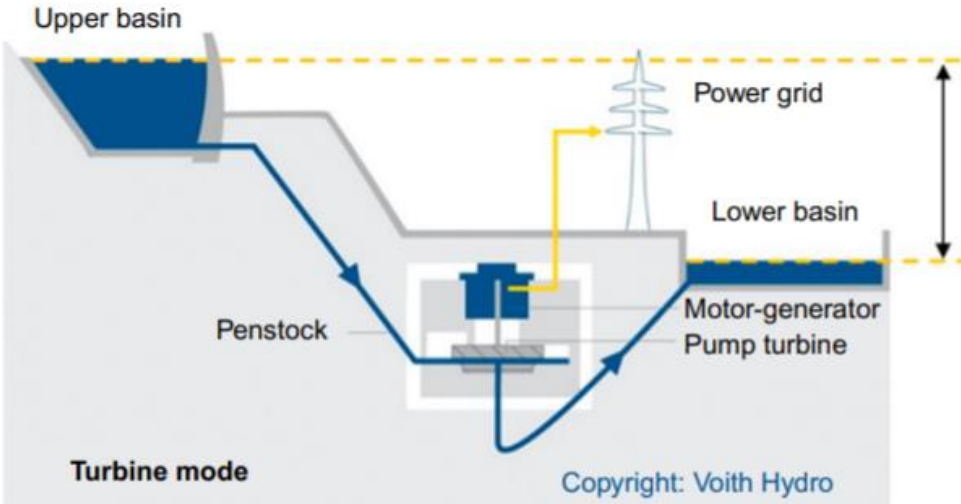 Upper basin
Power grid
Lower basin
Motor-generator
Penstock
Pump turbine
Turbine mode
Copyright: Voith Hydro